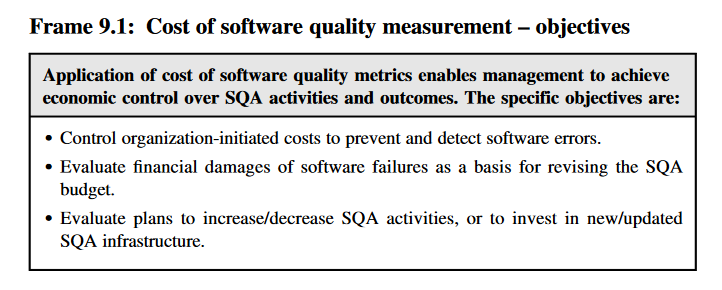 Frame 9.1: Cost of software quality measurement – objectives
Application of cost of software quality metrics enables management to achieve
economic control over SQA activities and outcomes. The specific objectives are:
• Control organization-initiated costs to prevent and detect software errors.
• Evaluate financial damages of software failures as a basis for revising the SQA
budget.
• Evaluate plans to increase/decrease SQA activities, or to invest in new/updated
SQA infrastructure.